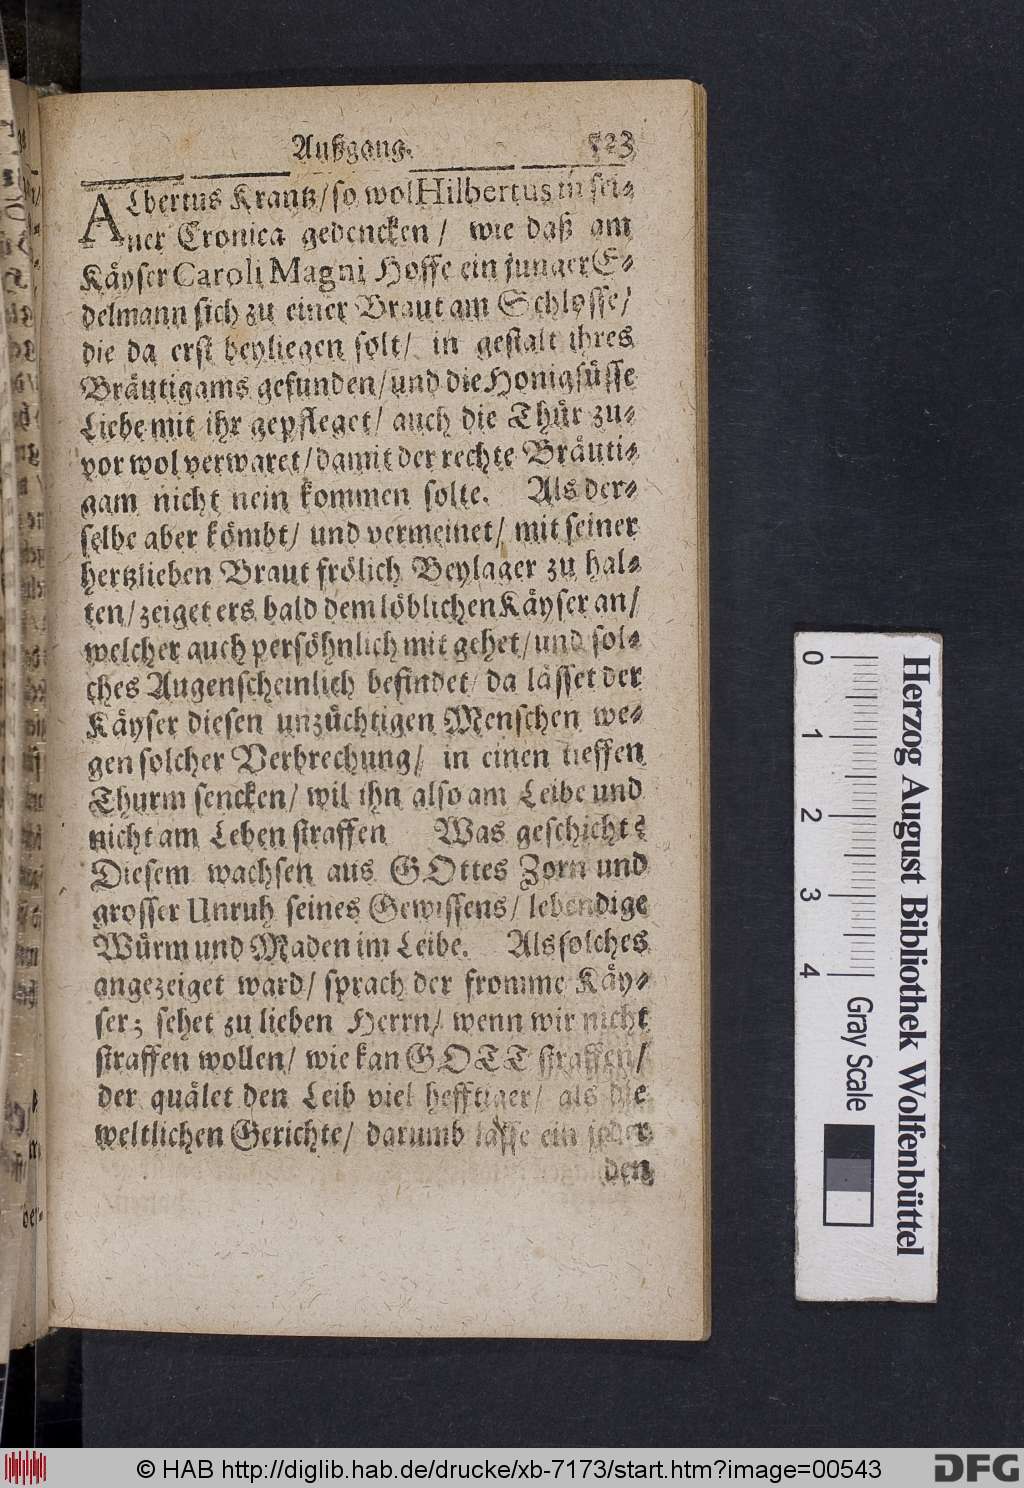 Außgang. 523
ALbertus Krantz/ so wol Hilbertus in sei-
ner Cronica gedencken/ wie daß am
Käyser Caroli Magni Hoffe ein junger E-
delmann sich zu einer Braut am Schlosse/
die da erst beyliegen solt/ in gestalt ihres
Bräutigams gefunden/ und die Honigsüsse
Liebe mit ihr gepfleget/ auch die Thür zu-
vor wol verwaret/ damit der rechte Bräuti-
gam nicht nein kommen solte. Als der-
selbe aber kömbt/ und vermeinet/ mit seiner
hertzlieben Braut frölich Beylager zu hal-
ten/ zeiget ers bald dem löblichen Käyser an/
welcher auch persöhnlich mit gehet/ und sol-
ches Augenscheinlich befindet/ da lässet der
Käyser diesen unzüchtigen Menschen we-
gen solcher Verbrechung/ in einen tieffen
Thurm sencken/ wil ihn also am Leibe und
nicht am Leben straffen Was geschicht?
Diesem wachsen aus GOttes Zorn und
grosser Unruh seines Gewissens/ lebendige
Würm und Maden im Leibe. Als solches
angezeiget ward/ sprach der fromme Käy-
ser; sehet zu lieben Herrn/ wenn wir nicht
straffen wollen/ wie kan GOTT straffen/
der quälet den Leib viel hefftiger/ als die
weltlichen Gerichte/ darumb lasse ein jeder
den
0 1 2 3 4
Gray Scale
Herzog August Bibliothek Wolfenbüttel
© HAB http://diglib.hab.de/drucke/xb-7173/start.htm?image=00543
DFG